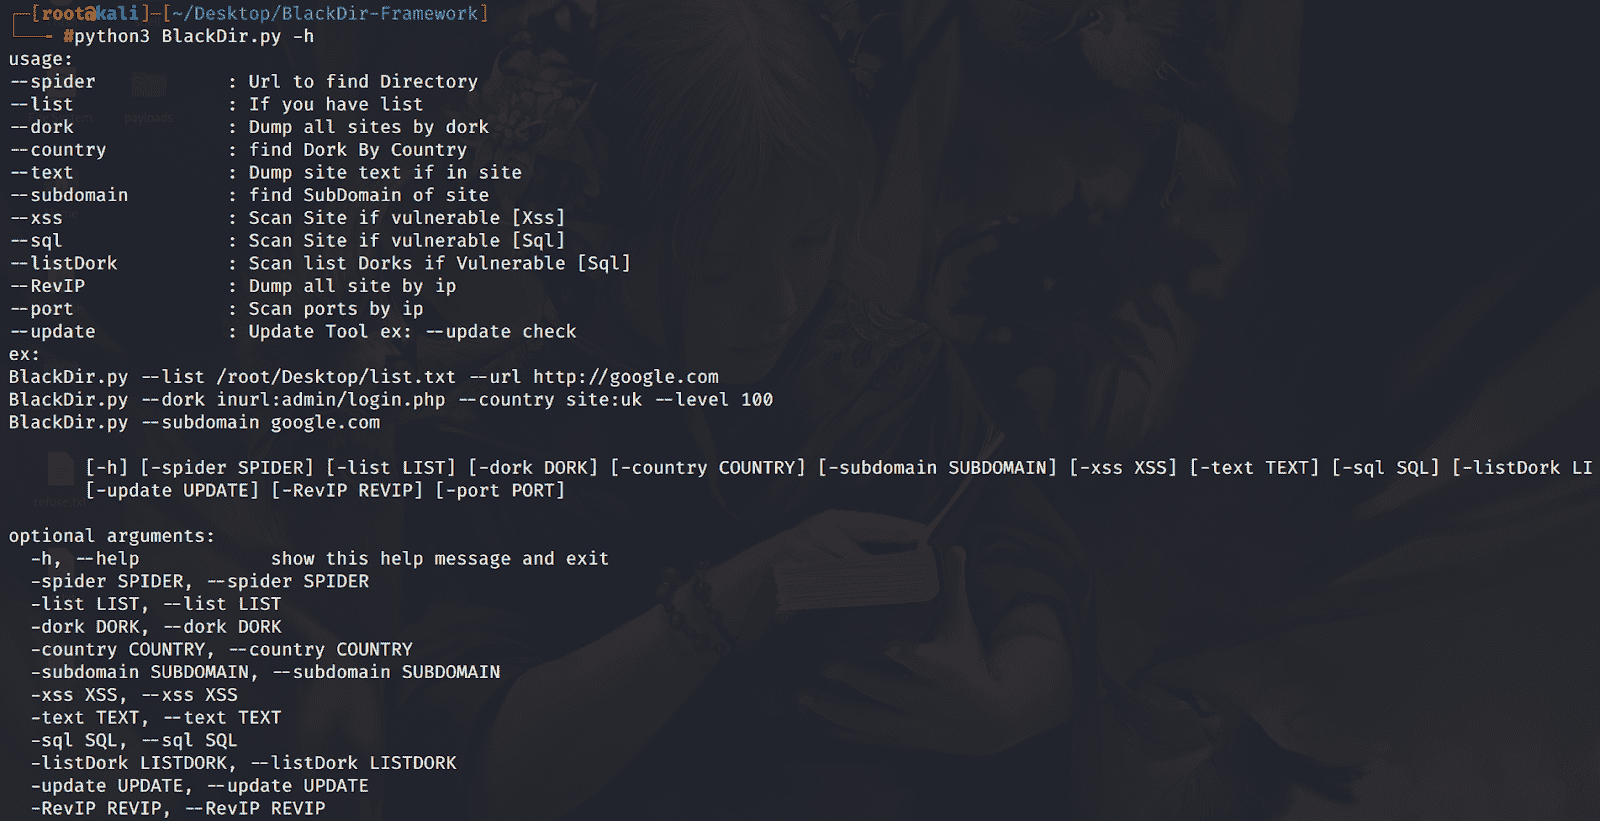 ┌─[root@kali]─[~/Desktop/BlackDir-Framework]
└──╼ #python3 BlackDir.py -h
usage:
--spider            : Url to find Directory
--list              : If you have list
--dork              : Dump all sites by dork
--country           : find Dork By Country
--text              : Dump site text if in site
--subdomain         : find SubDomain of site
--xss               : Scan Site if vulnerable [Xss]
--sql               : Scan Site if vulnerable [Sql]
--listDork          : Scan list Dorks if Vulnerable [Sql]
--RevIP             : Dump all site by ip
--port              : Scan ports by ip
--update            : Update Tool ex: --update check
ex:
BlackDir.py --list /root/Desktop/list.txt --url http://google.com
BlackDir.py --dork inurl:admin/login.php --country site:uk --level 100
BlackDir.py --subdomain google.com
[-h] [-spider SPIDER] [-list LIST] [-dork DORK] [-country COUNTRY] [-subdomain SUBDOMAIN] [-xss XSS] [-text TEXT] [-sql SQL] [-listDork LI
[-update UPDATE] [-RevIP REVIP] [-port PORT]
optional arguments:
-h, --help            show this help message and exit
-spider SPIDER, --spider SPIDER
-list LIST, --list LIST
-dork DORK, --dork DORK
-country COUNTRY, --country COUNTRY
-subdomain SUBDOMAIN, --subdomain SUBDOMAIN
-xss XSS, --xss XSS
-text TEXT, --text TEXT
-sql SQL, --sql SQL
-listDork LISTDORK, --listDork LISTDORK
-update UPDATE, --update UPDATE
-RevIP REVIP, --RevIP REVIP
payloads